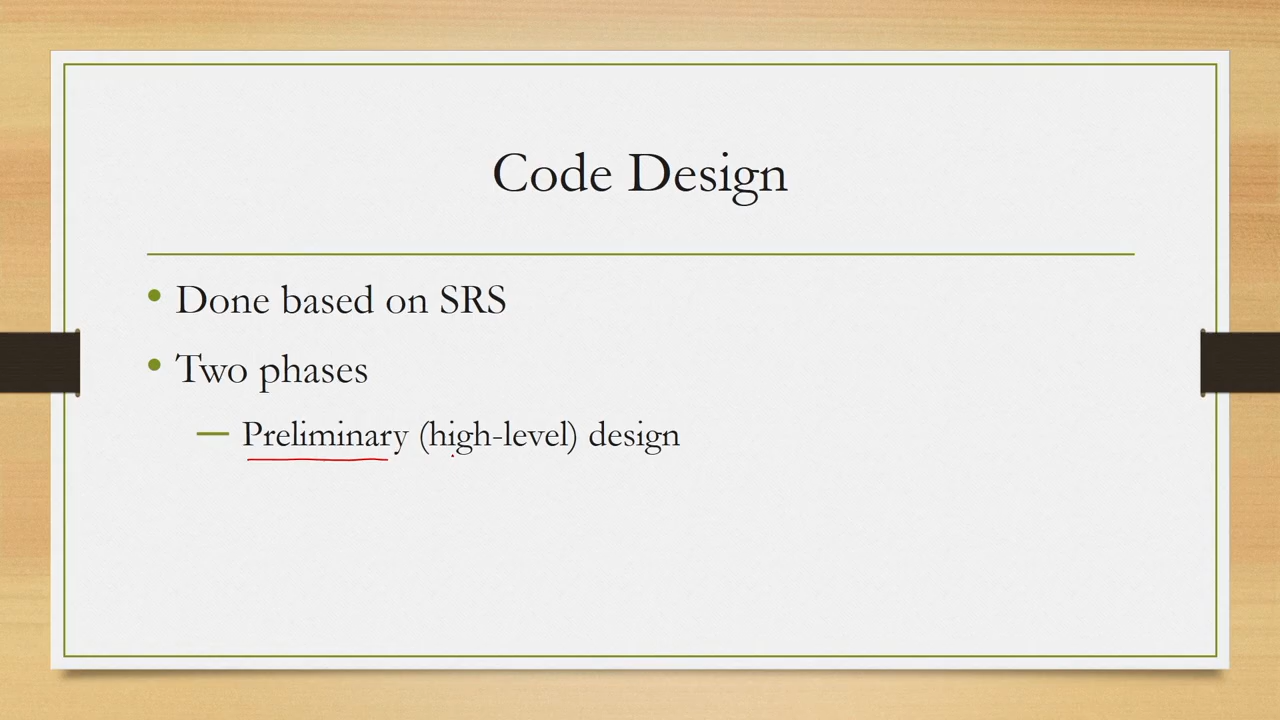 Code Design
• Done based on SRS
• Two phases
— Preliminary (high-level) design